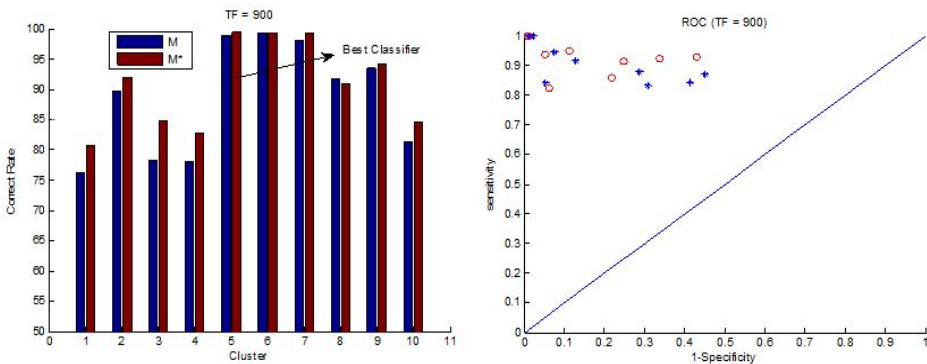 TF = 900
100
95
90
85
80
75
70
65
60
55
50
Correct Rate
M
M*
Best Classifier
0 1 2 3 4 5 6 7 8 9 10 11
Cluster
ROC (TF = 900)
1
0.9
0.8
0.7
0.6
0.5
0.4
0.3
0.2
0.1
0
sensitivity
0 0.1 0.2 0.3 0.4 0.5 0.6 0.7 0.8 0.9 1
1-Specificity